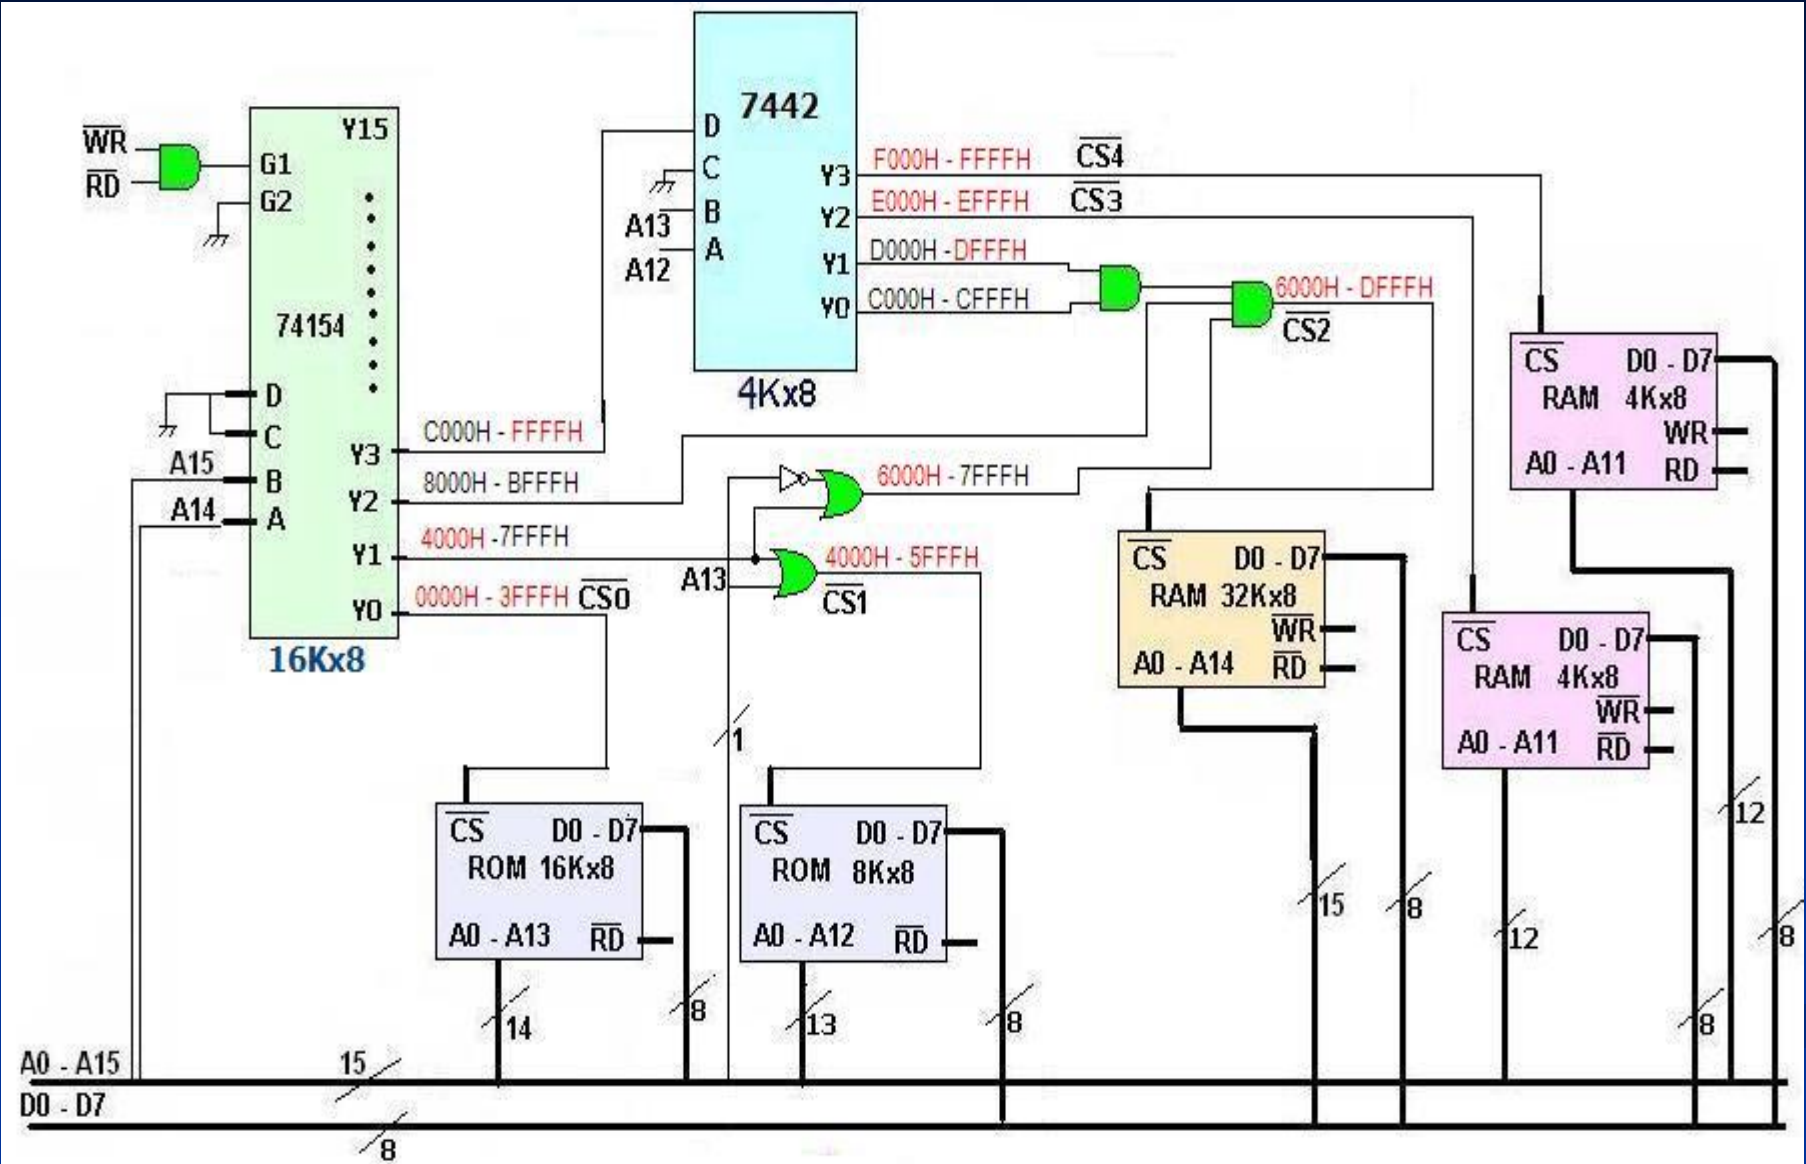 7442
D
C
B
A
A13
A12
Y3
Y2
Y1
Y0
4Kx8
F000H - FFFFH
CS4
E000H - EFFFH
CS3
D000H - DFFFH
C000H - CFFFH
6000H - DFFFH
CS2
WR
RD
Y15
G1
G2
74154
D
C
B
A
A15
A14
Y3
Y2
Y1
Y0
16Kx8
C000H - FFFFH
8000H - BFFFH
4000H -7FFFH
0000H - 3FFFH CS0
6000H - 7FFFH
A13
4000H - 5FFFH
CS1
CS D0 - D7
RAM 4Kx8
WR
A0 - A11 RD
CS D0 - D7
RAM 32Kx8
WR
A0 - A14 RD
CS D0 - D7
RAM 4Kx8
WR
A0 - A11 RD
1
CS D0 - D7
ROM 16Kx8
A0 - A13 RD
CS D0 - D7
ROM 8Kx8
A0 - A12 RD
14
8
13
8
15
8
12
8
12
8
A0 - A15 15
D0 - D7
8